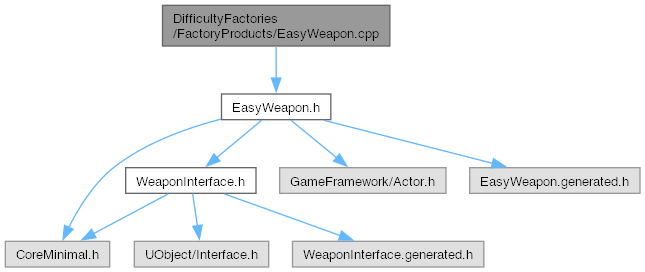 DifficultyFactories
/FactoryProducts/EasyWeapon.cpp
EasyWeapon.h
WeaponInterface.h
GameFramework/Actor.h
EasyWeapon.generated.h
CoreMinimal.h
UObject/Interface.h
WeaponInterface.generated.h